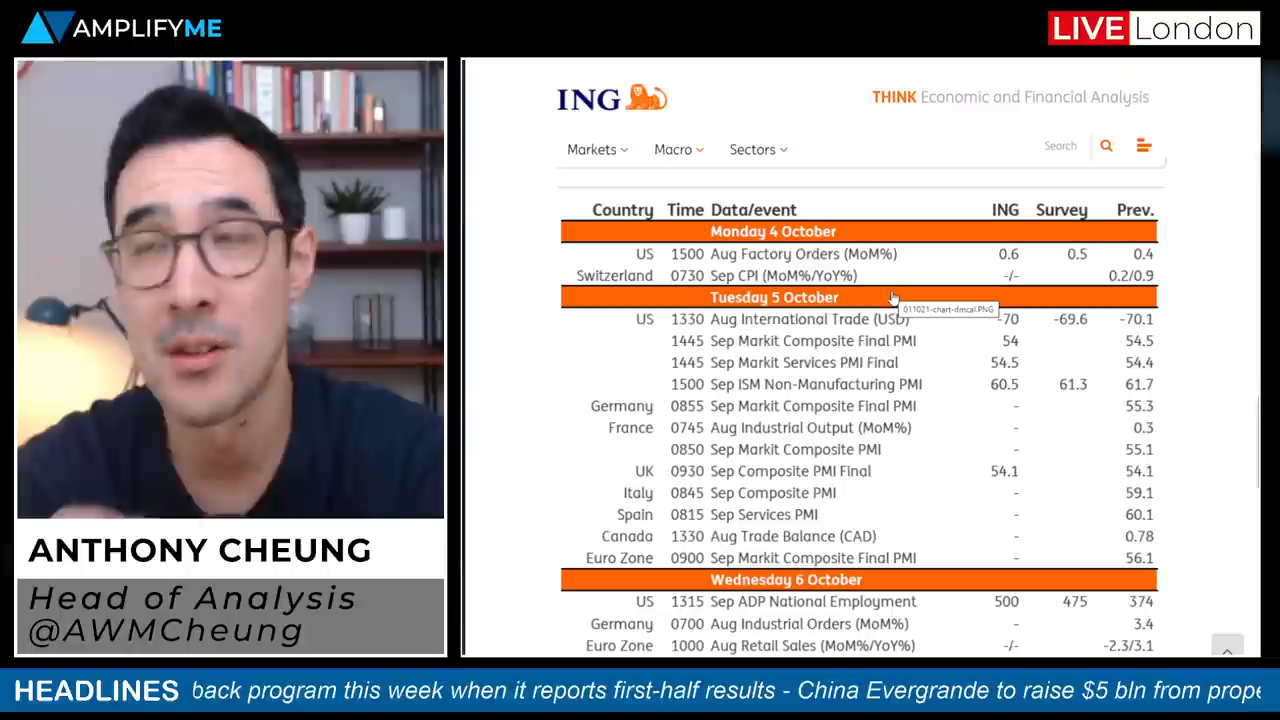 AMPLIFYME
LIVE London
ING
THINK Economic and Financial Analysis
Markets Macro Sectors Search
Country Time Data/event ING Survey Prev.
Monday 4 October
US 1500 Aug Factory Orders (MoM%) 0.6 0.5 0.4
Switzerland 0730 Sep CPI (MoM%/YoY%) -/- 0.2/0.9
Tuesday 5 October
011021-chart-dmcal.PNG
US 1330 Aug International Trade (USD) -70 -69.6 -70.1
1445 Sep Markit Composite Final PMI 54 54.5
1445 Sep Markit Services PMI Final 54.5 54.4
1500 Sep ISM Non-Manufacturing PMI 60.5 61.3 61.7
Germany 0855 Sep Markit Composite Final PMI - 55.3
France 0745 Aug Industrial Output (MoM%) - 0.3
0850 Sep Markit Composite PMI - 55.1
UK 0930 Sep Composite PMI Final 54.1 54.1
Italy 0845 Sep Composite PMI - 59.1
Spain 0815 Sep Services PMI - 60.1
Canada 1330 Aug Trade Balance (CAD) - 0.78
Euro Zone 0900 Sep Markit Composite Final PMI - 56.1
Wednesday 6 October
US 1315 Sep ADP National Employment 500 475 374
Germany 0700 Aug Industrial Orders (MoM%) - 3.4
Euro Zone 1000 Aug Retail Sales (MoM%/YoY%) -/- -2.3/3.1
ANTHONY CHEUNG
Head of Analysis
@AWMCheung
HEADLINES back program this week when it reports first-half results - China Evergrande to raise $5 bln from prope